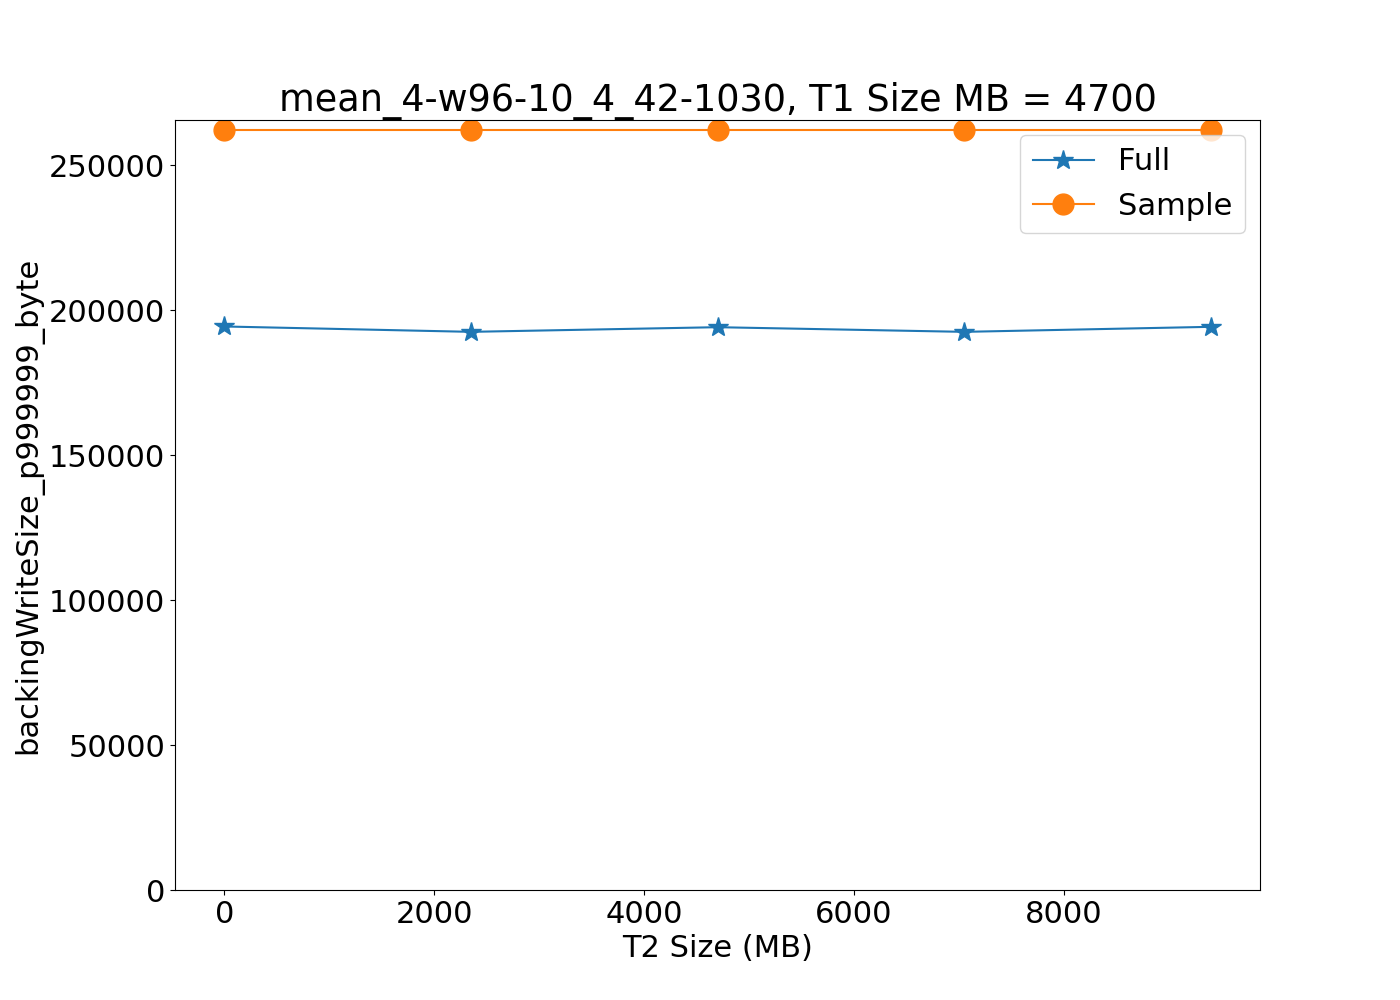 mean_4-w96-10_4_42-1030, T1 Size MB = 4700
backingWriteSize_p999999_byte
250000
200000
150000
100000
50000
0
Full
Sample
0 2000 4000 6000 8000
T2 Size (MB)